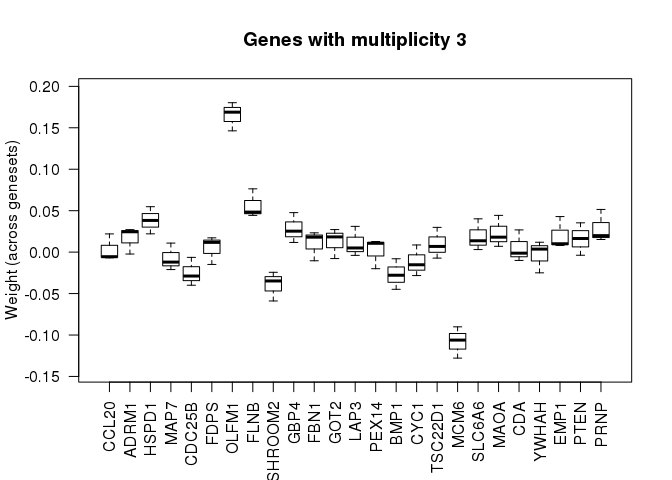 Genes with multiplicity 3
Weight (across genesets)
0.20
0.15
0.10
0.05
0.00
-0.05
-0.10
-0.15
CCL20
ADRM1
HSPD1
MAP7
CDC25B
FDPS
OLFM1
FLNB
SHROOM2
GBP4
FBN1
GOT2
LAP3
PEX14
BMP1
CYC1
TSC22D1
MCM6
SLC6A6
MAOA
CDA
YWHAH
EMP1
PTEN
PRNP